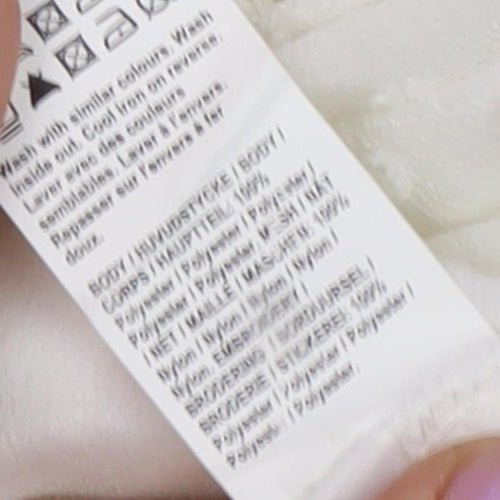 Wash with similar colours. Wash
inside out. Cool iron on reverse.
Laver avec des couleurs
semblables. Laver à l'envers.
Repasser sur l'envers à fer
doux.
BODY | HUVUDSTYCKE | BODY |
CORPS | HAUPTTEIL: 100%
Polyester | Polyester | Polyester |
Polyester | Polyester MESH | NÄT
| NET | MAILLE | MASCHEN: 100%
Nylon | Nylon | Nylon | Nylon |
Nylon, EMBROIDERY |
BRODERING | BORDUURSEL |
BRODERIE | STICKEREI: 100%
Polyester | Polyester | Polyester |
Polyester | Polyester.